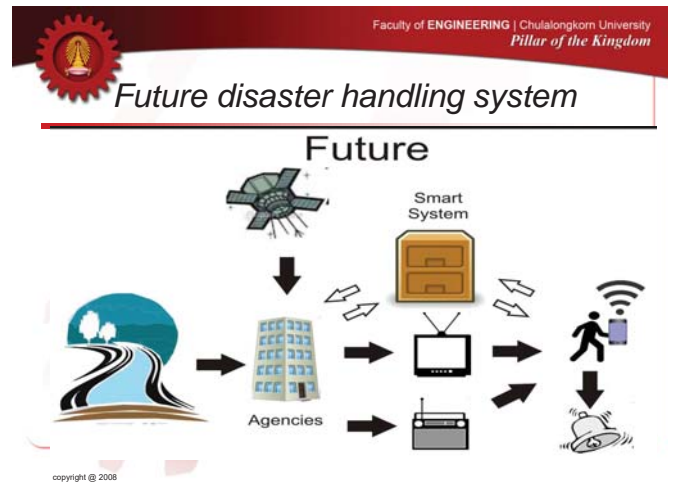 Faculty of ENGINEERING | Chulalongkorn University
Pillar of the Kingdom
Future disaster handling system
Future
Smart
System
Agencies
copyright @ 2008